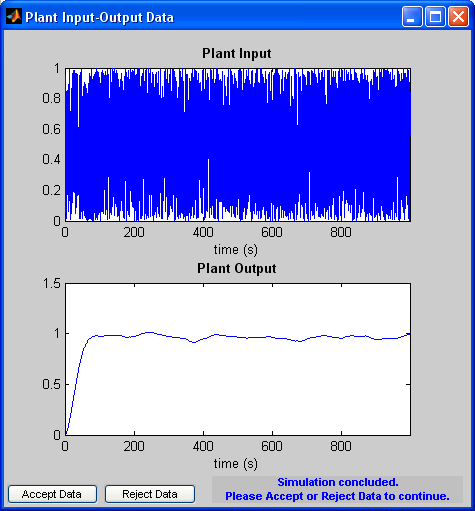 Plant Input-Output Data
Plant Input
1
0.8
0.6
0.4
0.2
0
0 200 400 600 800
time (s)
Plant Output
1.5
1
0.5
0
0 200 400 600 800
time (s)
Simulation concluded.
Please Accept or Reject Data to continue.
Accept Data Reject Data